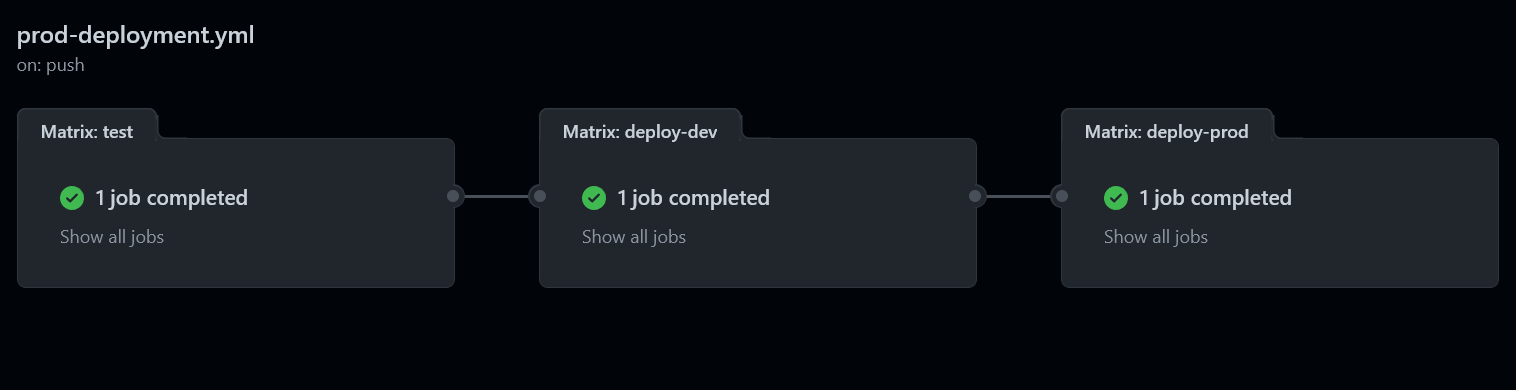 prod-deployment.yml
on: push
Matrix: test
1 job completed
Show all jobs
Matrix: deploy-dev
1 job completed
Show all jobs
Matrix: deploy-prod
1 job completed
Show all jobs